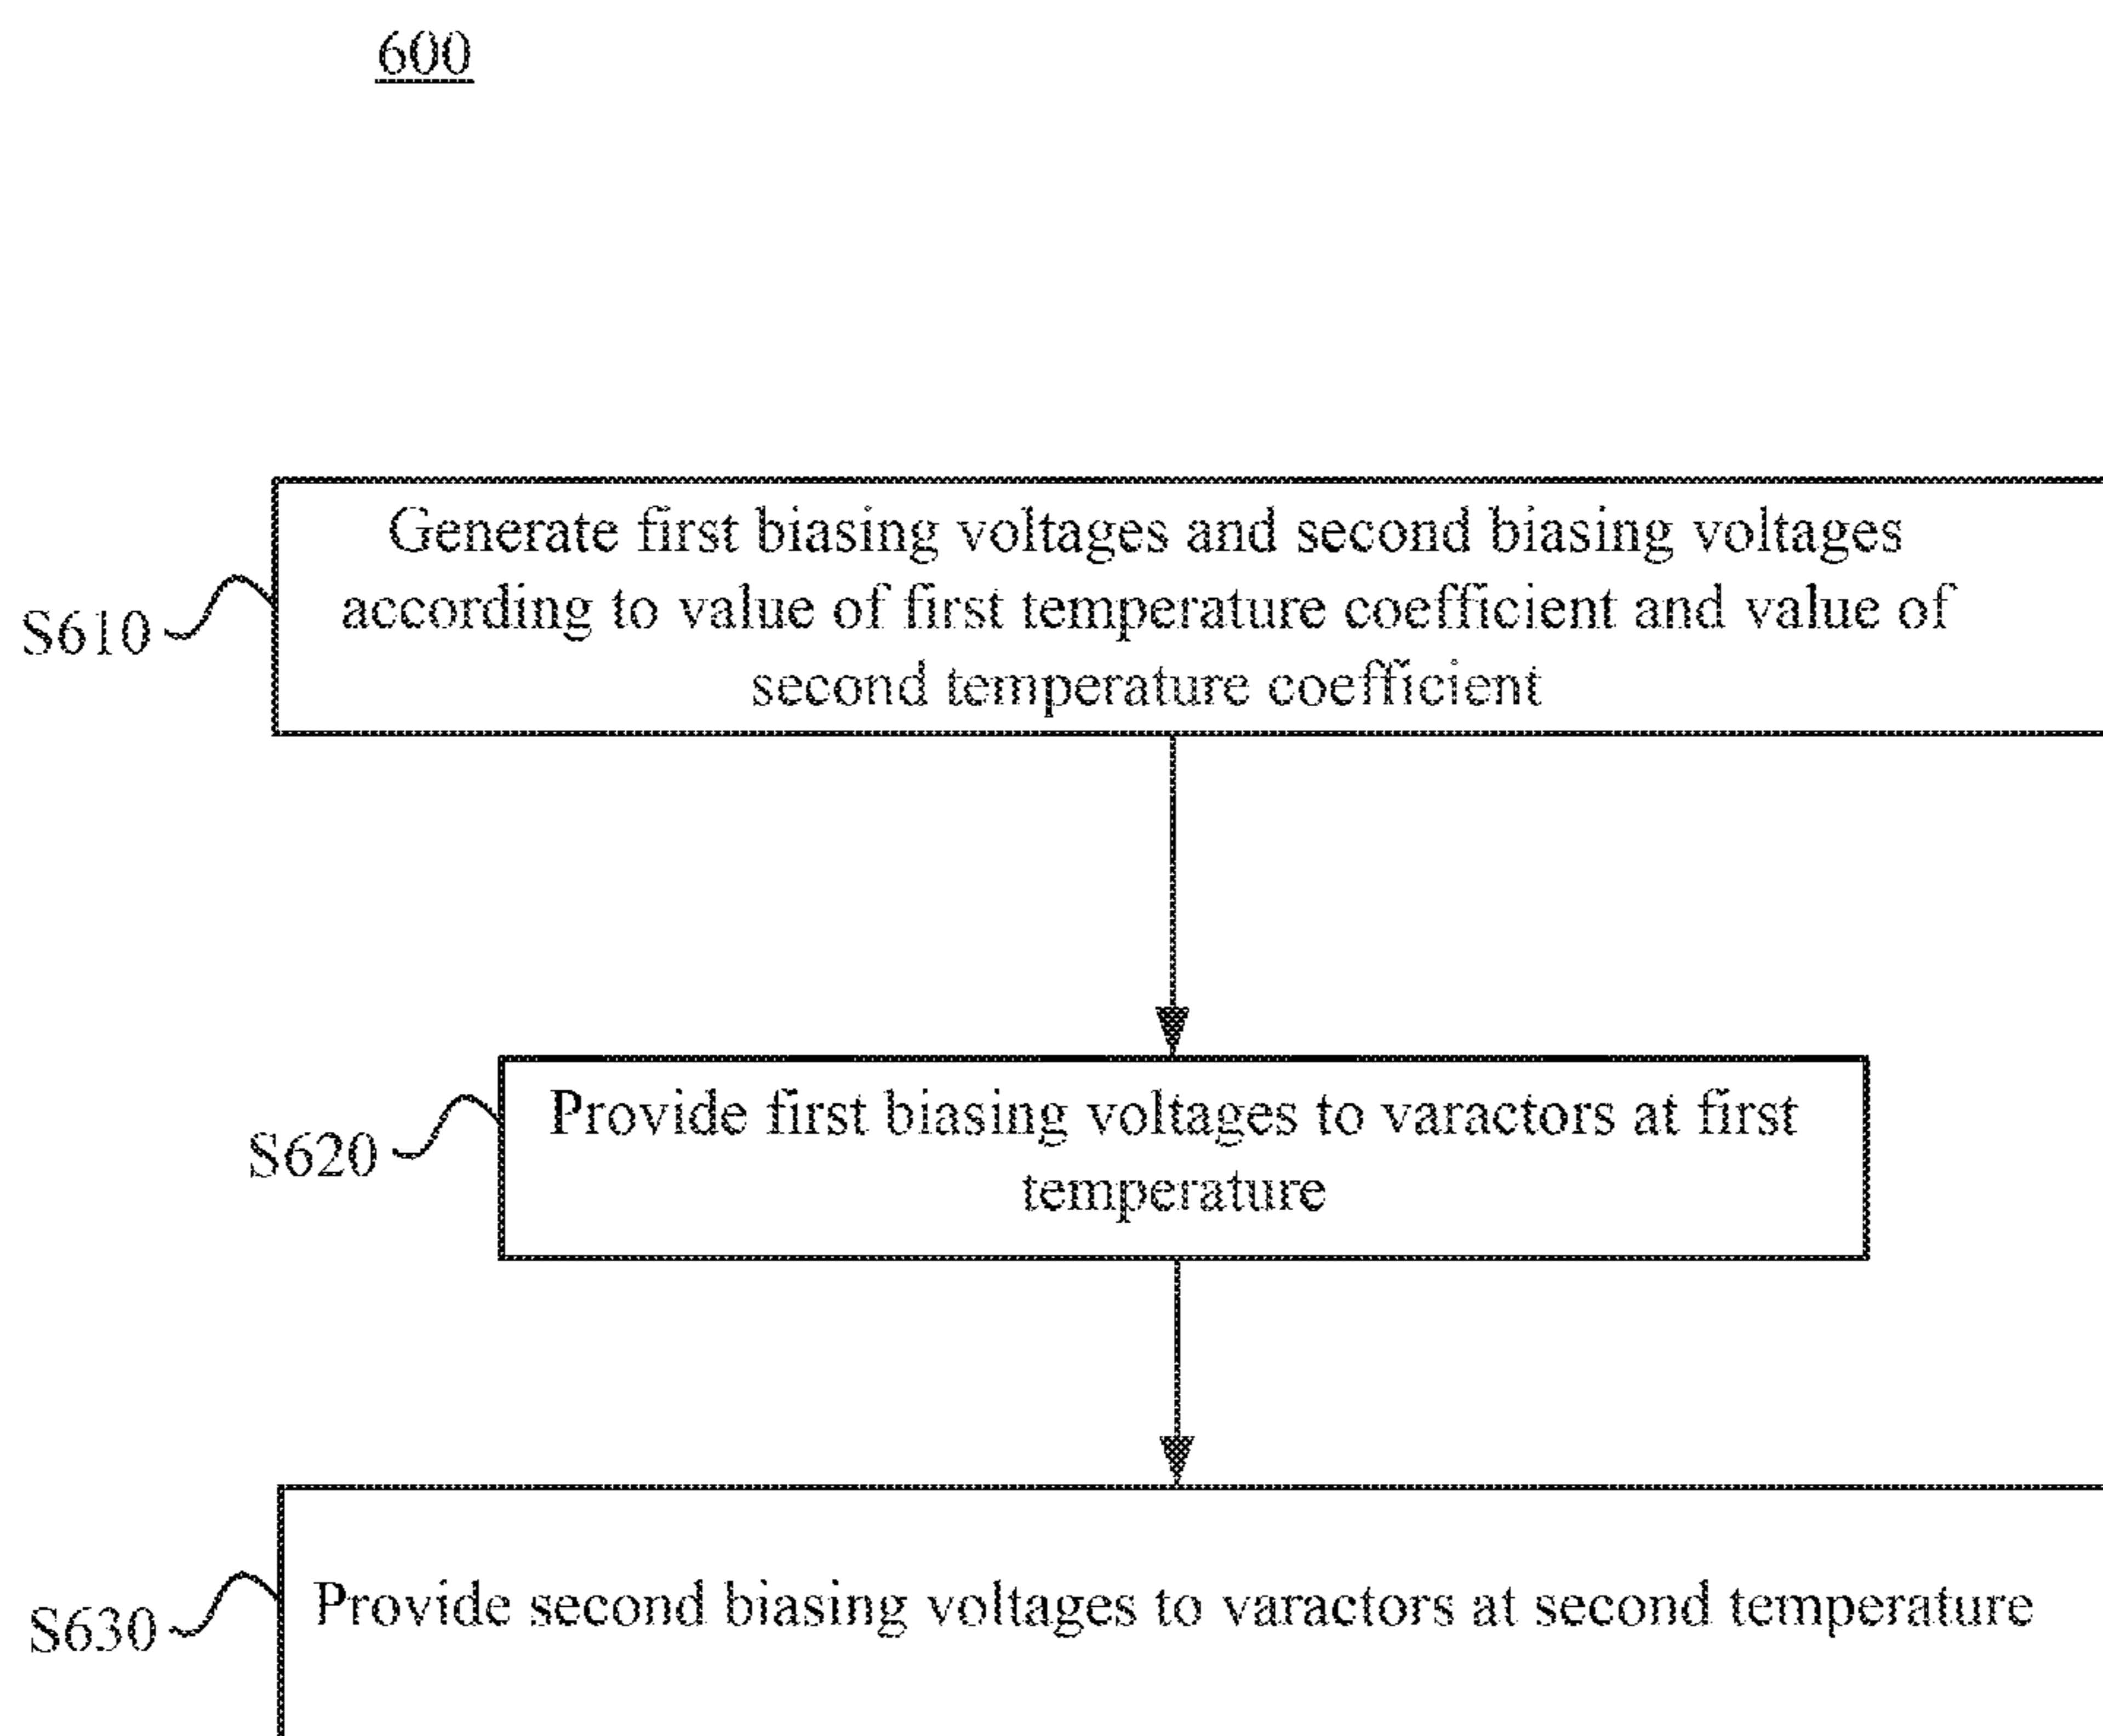 600
Generate first biasing voltages and second biasing voltages
according to value of first temperature coefficient and value of
second temperature coefficient
S610
Provide first biasing voltages to varactors at first
temperature
S620
Provide second biasing voltages to varactors at second temperature
S630